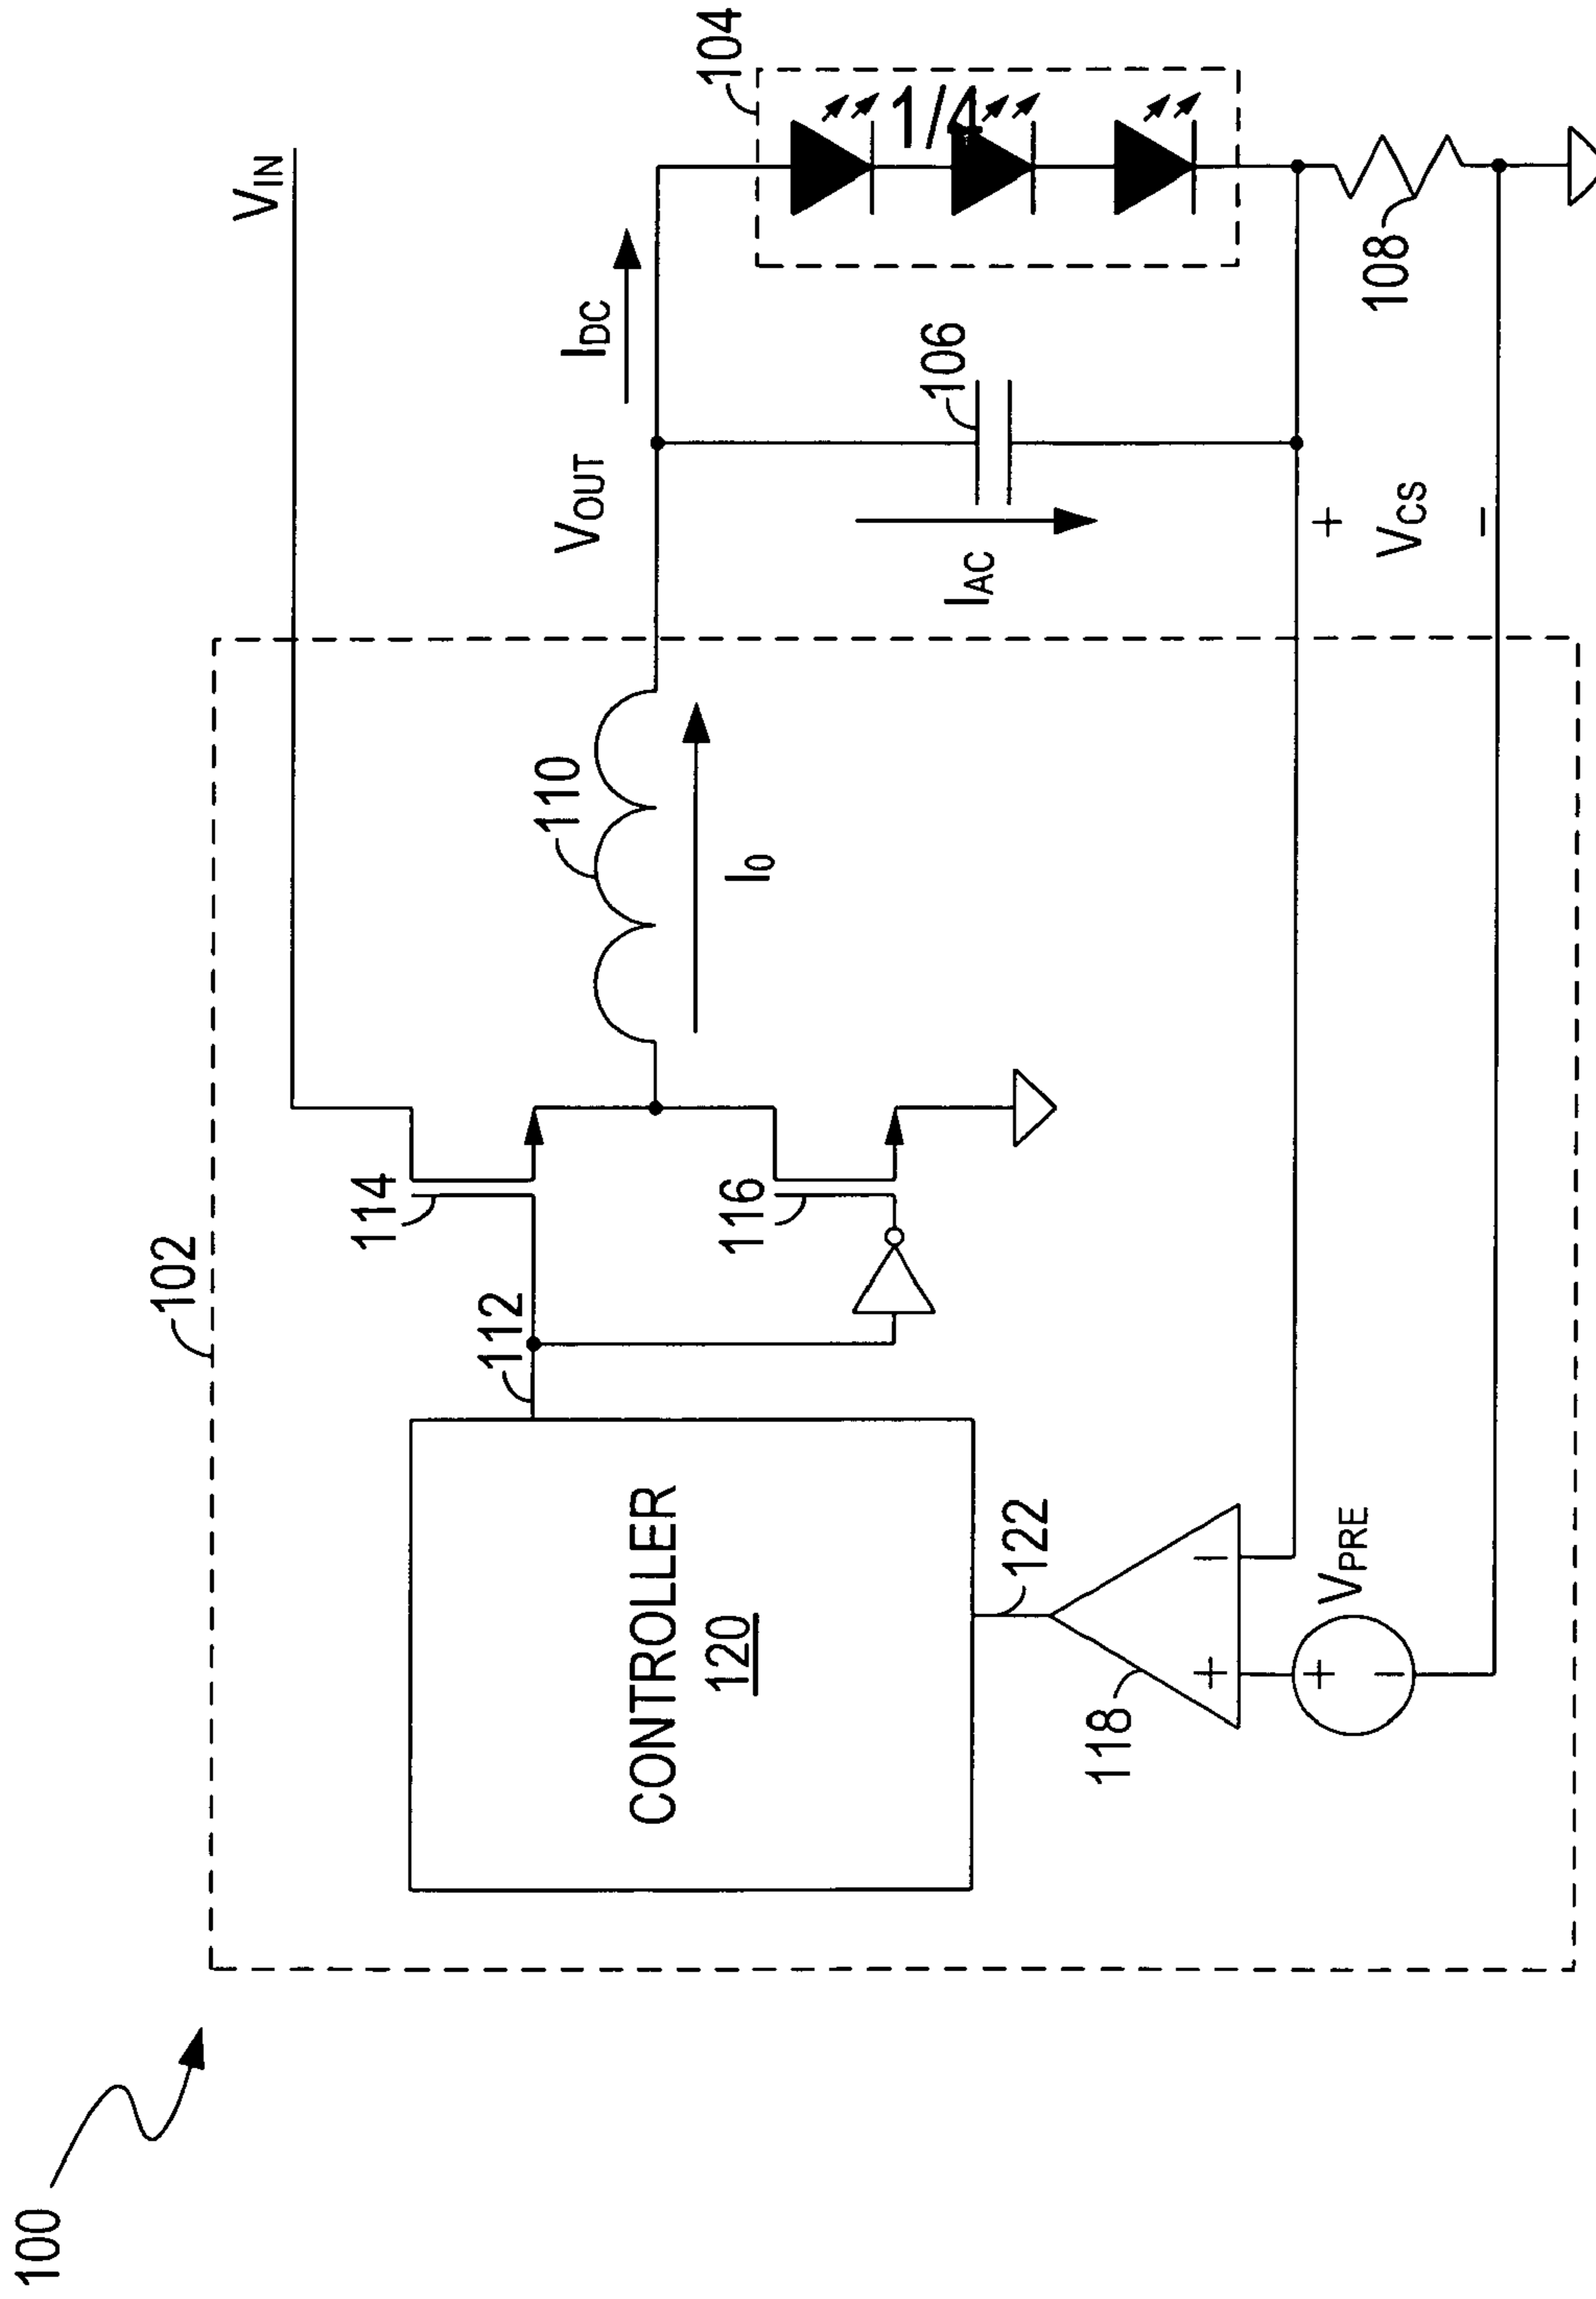 100
102
V_IN
104
1/4
114
110
V_OUT
I_DC
112
116
I_0
106
I_AC
CONTROLLER
120
122
118
+
−
V_PRE
+
−
+
V_CS
−
108